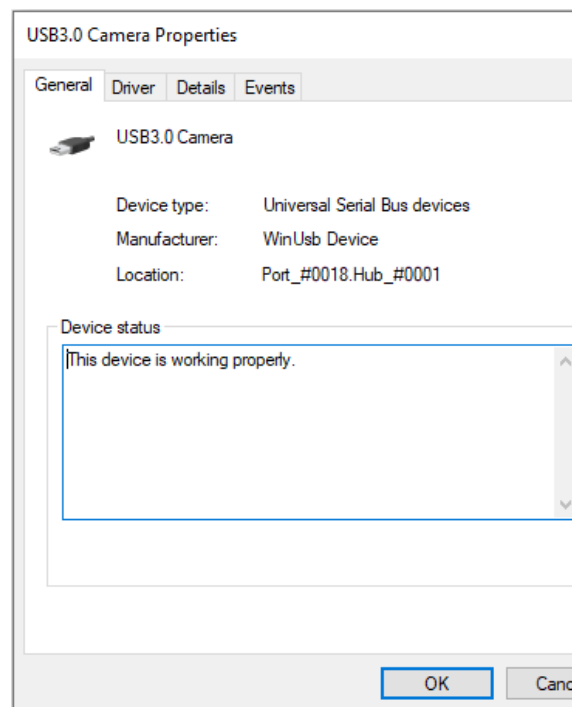 USB3.0 Camera Properties
General Driver Details Events
USB3.0 Camera
Device type: Universal Serial Bus devices
Manufacturer: WinUsb Device
Location: Port_#0018.Hub_#0001
Device status
This device is working properly.
OK Canc